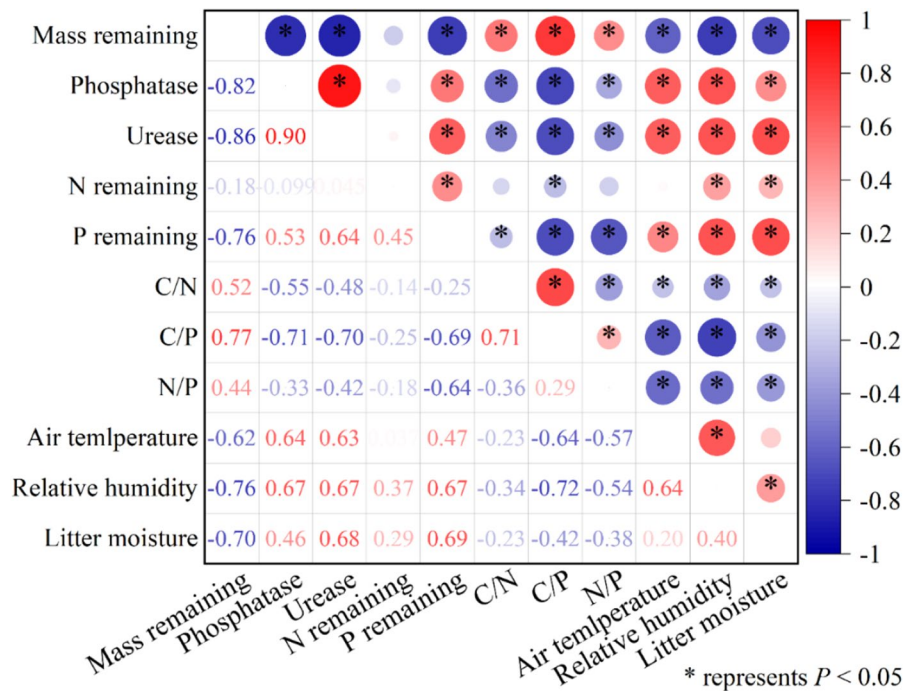 Mass remaining * * * * * * * * *
Phosphatase -0.82 * * * * * * * *
Urease -0.86 0.90 * * * * * * *
N remaining -0.18 -0.099 0.045 * * * *
P remaining -0.76 0.53 0.64 0.45 * * * * * *
C/N 0.52 -0.55 -0.48 -0.14 -0.25 * * * * *
C/P 0.77 -0.71 -0.70 -0.25 -0.69 0.71 * * * *
N/P 0.44 -0.33 -0.42 -0.18 -0.64 -0.36 0.29 * * *
Air temlperature -0.62 0.64 0.63 0.47 -0.23 -0.64 -0.57 *
Relative humidity -0.76 0.67 0.67 0.37 0.67 -0.34 -0.72 -0.54 0.64 *
Litter moisture -0.70 0.46 0.68 0.29 0.69 -0.23 -0.42 -0.38 0.20 0.40
Mass remaining
Phosphatase
Urease
N remaining
P remaining
C/N
C/P
N/P
Air temlperature
Relative humidity
Litter moisture
1
0.8
0.6
0.4
0.2
0
-0.2
-0.4
-0.6
-0.8
-1
* represents P < 0.05